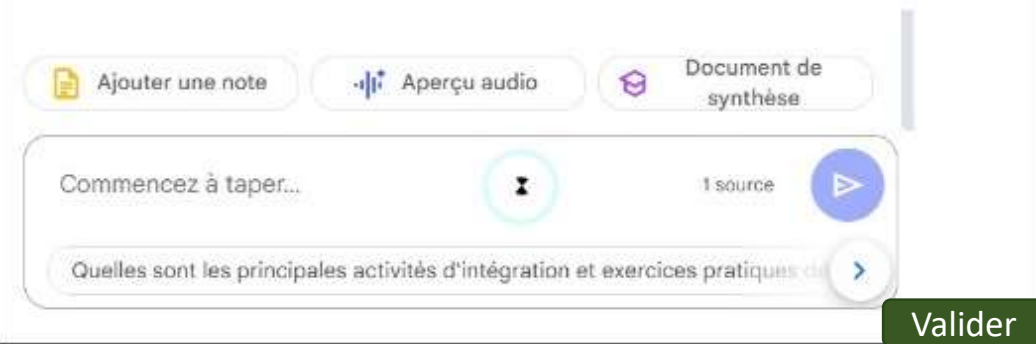 Ajouter une note
Aperçu audio
Document de
synthèse
Commencez à taper...
1 source
Quelles sont les principales activités d'intégration et exercices pratiques
Valider